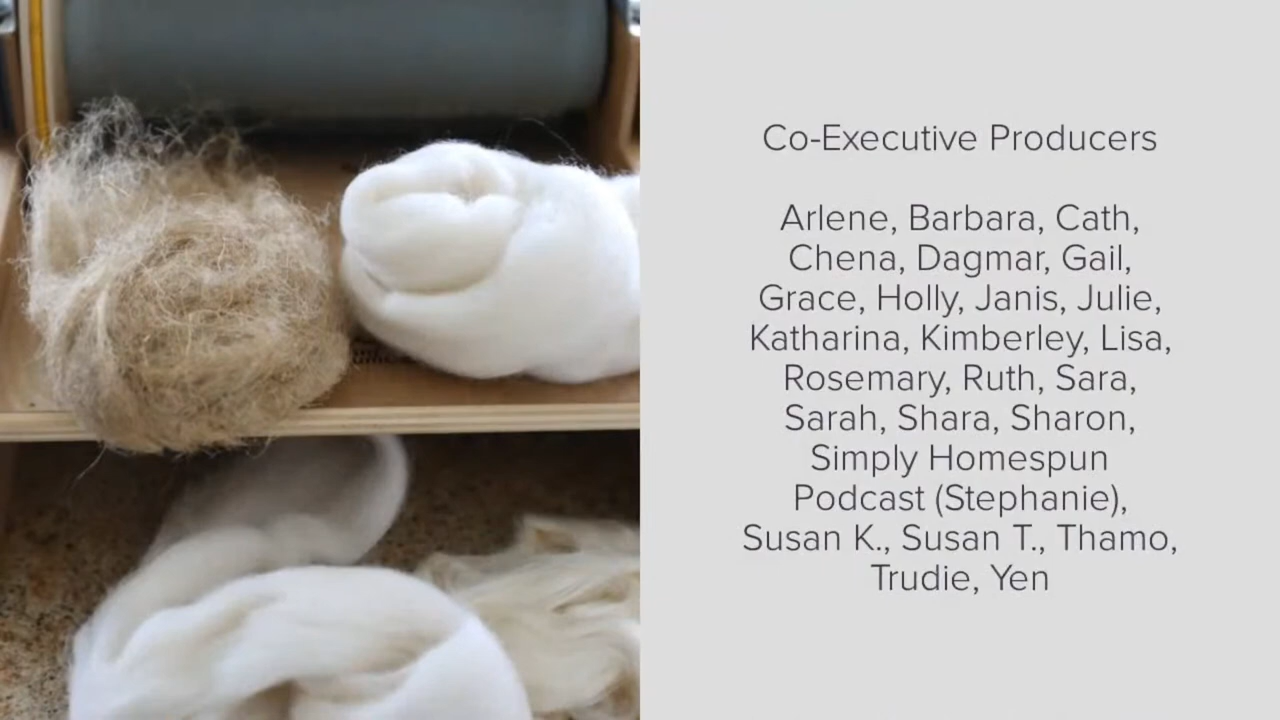 Co-Executive Producers
Arlene, Barbara, Cath,
Chena, Dagmar, Gail,
Grace, Holly, Janis, Julie,
Katharina, Kimberley, Lisa,
Rosemary, Ruth, Sara,
Sarah, Shara, Sharon,
Simply Homespun
Podcast (Stephanie),
Susan K., Susan T., Thamo,
Trudie, Yen